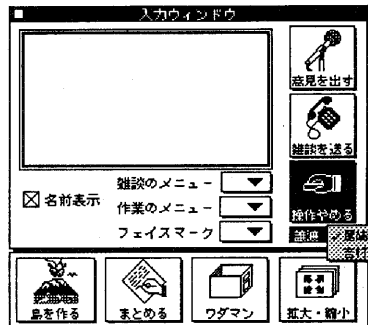 入力ウィンドウ
意見を出す
雑談を送る
雑談のメニュー
名前表示
作業のメニュー
操作やめる
フェイスマーク
譲渡
島を作る
まとめる
ワダマン
拡大・縮小